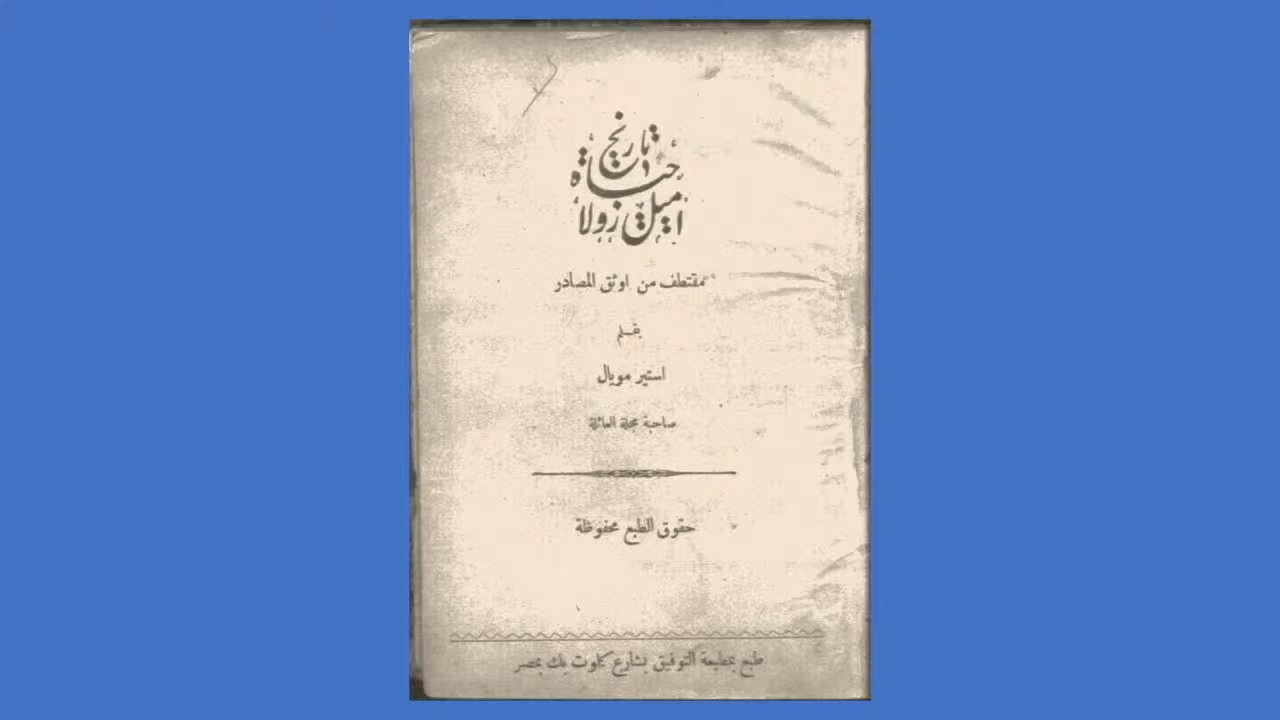 تاريخ
حياة
اميل زولا
مقتطف من اوثق المصادر
بقلم
استير مويال
صاحبة مجلة العائلة
حقوق الطبع محفوظة
طبع بمطبعة التوفيق بشارع كلوت بك بمصر